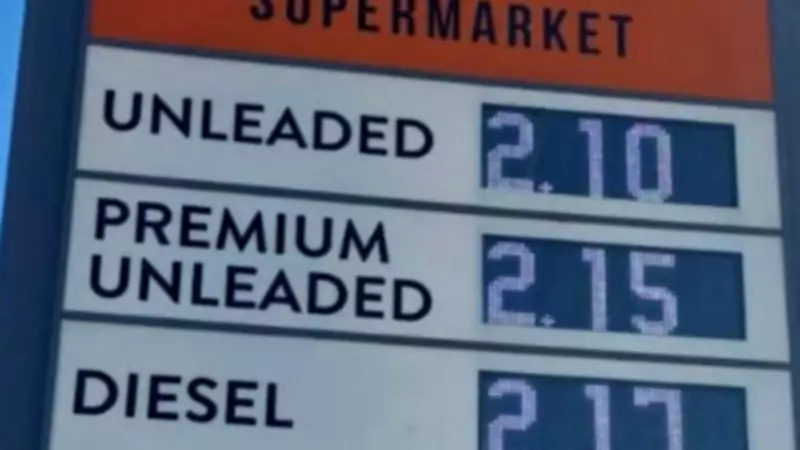 SUPERMARKET
UNLEADED 2.10
PREMIUM
UNLEADED 2.15
DIESEL 2.17